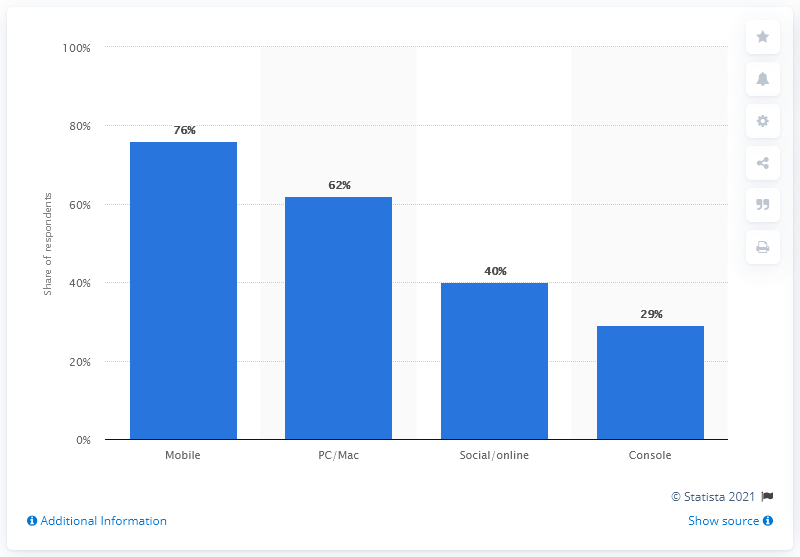 100%
80%
60%
40%
20%
0%
Share of respondents
76%
62%
40%
29%
Mobile
PC/Mac
Social/online
Console
© Statista 2021
Additional Information
Show source